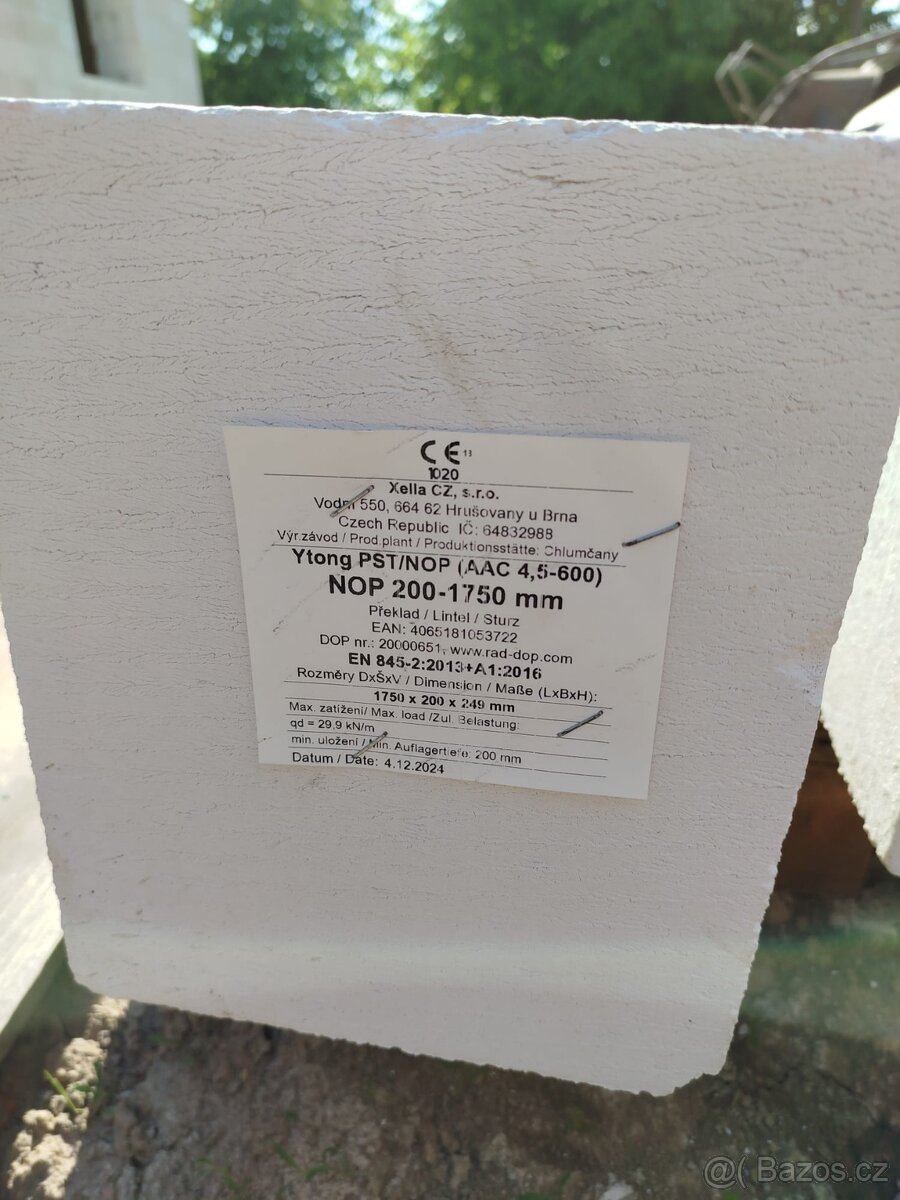 CE 13
1020
Xella CZ, s.r.o.
Vodní 550, 664 62 Hrušovany u Brna
Czech Republic IČ: 64832988
Výr.závod / Prod.plant / Produktionsstätte: Chlumčany
Ytong PST/NOP (AAC 4,5-600)
NOP 200-1750 mm
Překlad / Lintel / Sturz
EAN: 4065181053722
DOP nr.: 20000651, www.rad-dop.com
EN 845-2:2013+A1:2016
Rozměry DxŠxV / Dimension / Maße (LxBxH):
1750 x 200 x 249 mm
Max. zatížení/ Max. load /Zul. Belastung:
qd = 29,9 kN/m
min. uložení / Min. Auflagertiefe: 200 mm
Datum / Date: 4.12.2024
@( Bazos.cz